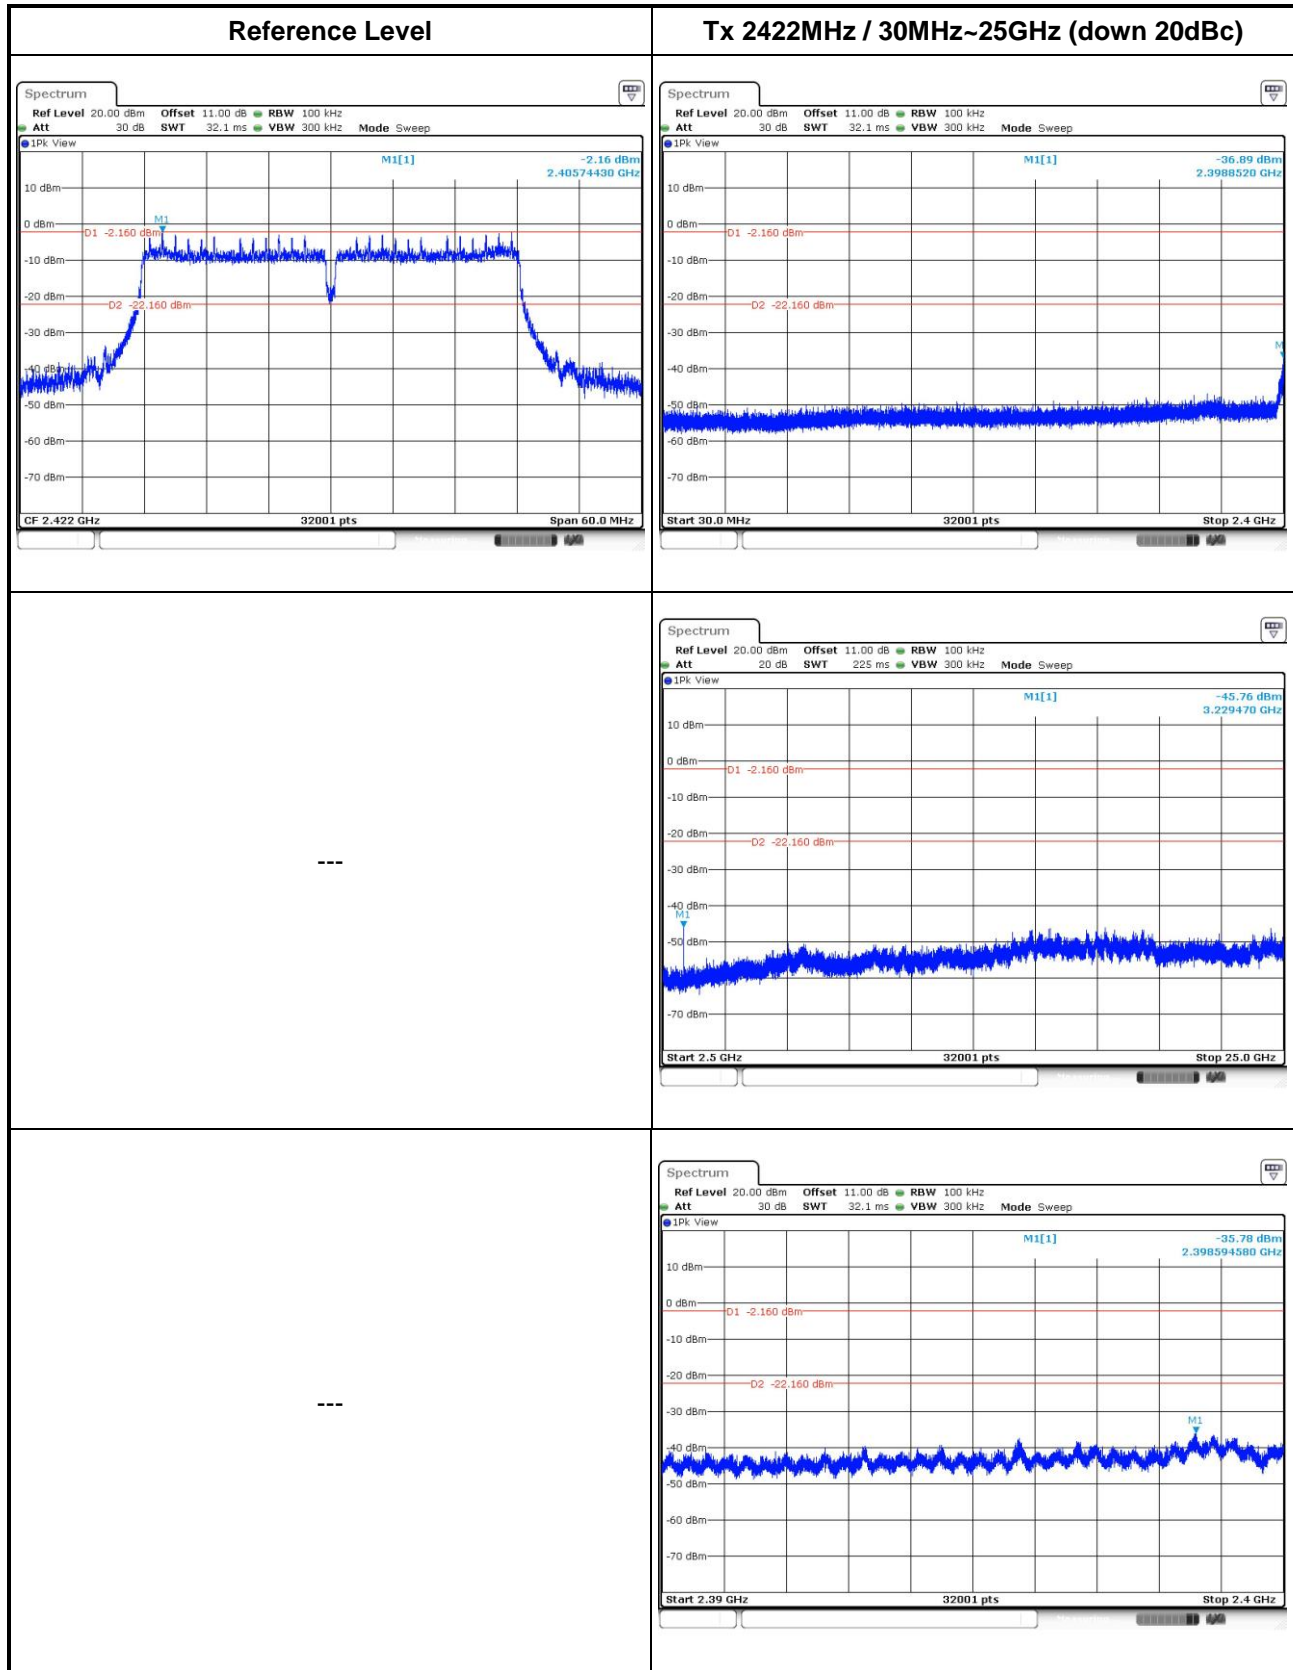 Reference Level
Tx 2422MHz / 30MHz~25GHz (down 20dBc)
Spectrum
Ref Level 20.00 dBm Offset 11.00 dB RBW 100 kHz
Att 30 dB SWT 32.1 ms VBW 300 kHz Mode Sweep
1Pk View
M1[1] -2.16 dBm
2.40574430 GHz
10 dBm
M1
0 dBm
D1 -2.160 dBm
-10 dBm
-20 dBm
D2 -22.160 dBm
-30 dBm
-40 dBm
-50 dBm
-60 dBm
-70 dBm
CF 2.422 GHz 32001 pts Span 60.0 MHz
Spectrum
Ref Level 20.00 dBm Offset 11.00 dB RBW 100 kHz
Att 30 dB SWT 32.1 ms VBW 300 kHz Mode Sweep
1Pk View
M1[1] -36.89 dBm
2.3988520 GHz
10 dBm
0 dBm
D1 -2.160 dBm
-10 dBm
-20 dBm
D2 -22.160 dBm
-30 dBm
M
-40 dBm
-50 dBm
-60 dBm
-70 dBm
Start 30.0 MHz 32001 pts Stop 2.4 GHz
---
Spectrum
Ref Level 20.00 dBm Offset 11.00 dB RBW 100 kHz
Att 20 dB SWT 225 ms VBW 300 kHz Mode Sweep
1Pk View
M1[1] -45.76 dBm
3.229470 GHz
10 dBm
0 dBm
D1 -2.160 dBm
-10 dBm
-20 dBm
D2 -22.160 dBm
-30 dBm
-40 dBm
M1
-50 dBm
-70 dBm
Start 2.5 GHz 32001 pts Stop 25.0 GHz
---
Spectrum
Ref Level 20.00 dBm Offset 11.00 dB RBW 100 kHz
Att 30 dB SWT 32.1 ms VBW 300 kHz Mode Sweep
1Pk View
M1[1] -35.78 dBm
2.398594580 GHz
10 dBm
0 dBm
D1 -2.160 dBm
-10 dBm
-20 dBm
D2 -22.160 dBm
-30 dBm
M1
-40 dBm
-50 dBm
-60 dBm
-70 dBm
Start 2.39 GHz 32001 pts Stop 2.4 GHz